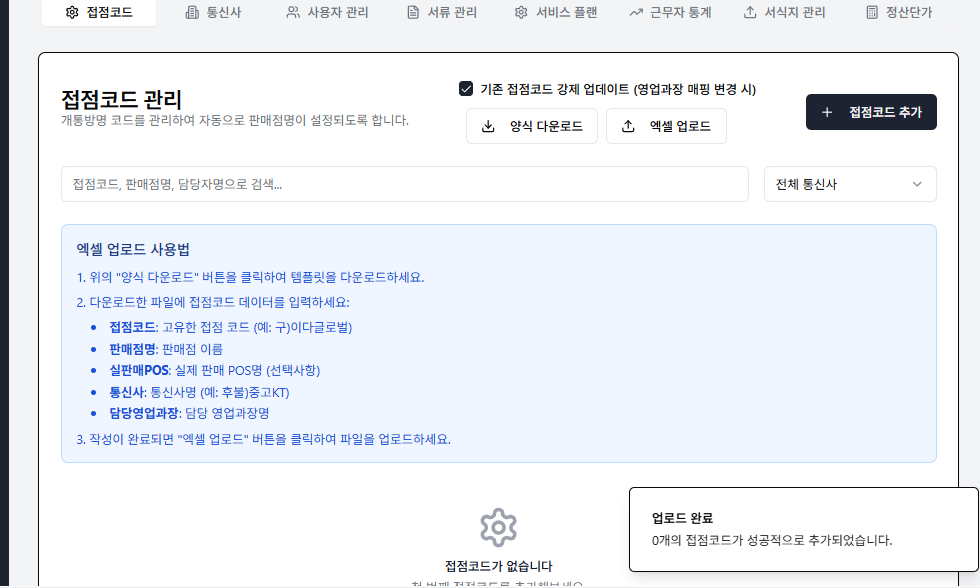 접점코드
통신사
사용자 관리
서류 관리
서비스 플랜
근무자 통계
서식지 관리
정산단가
접점코드 관리
개통방명 코드를 관리하여 자동으로 판매점명이 설정되도록 합니다.
기존 접점코드 강제 업데이트 (영업과장 매핑 변경 시)
양식 다운로드
엑셀 업로드
접점코드 추가
접점코드, 판매점명, 담당자명으로 검색...
전체 통신사
엑셀 업로드 사용법
1. 위의 "양식 다운로드" 버튼을 클릭하여 템플릿을 다운로드하세요.
2. 다운로드한 파일에 접점코드 데이터를 입력하세요:
• 접점코드: 고유한 접점 코드 (예: 구)이다글로벌)
• 판매점명: 판매점 이름
• 실판매POS: 실제 판매 POS명 (선택사항)
• 통신사: 통신사명 (예: 후불)중고KT)
• 담당영업과장: 담당 영업과장명
3. 작성이 완료되면 "엑셀 업로드" 버튼을 클릭하여 파일을 업로드하세요.
접점코드가 없습니다
업로드 완료
0개의 접점코드가 성공적으로 추가되었습니다.